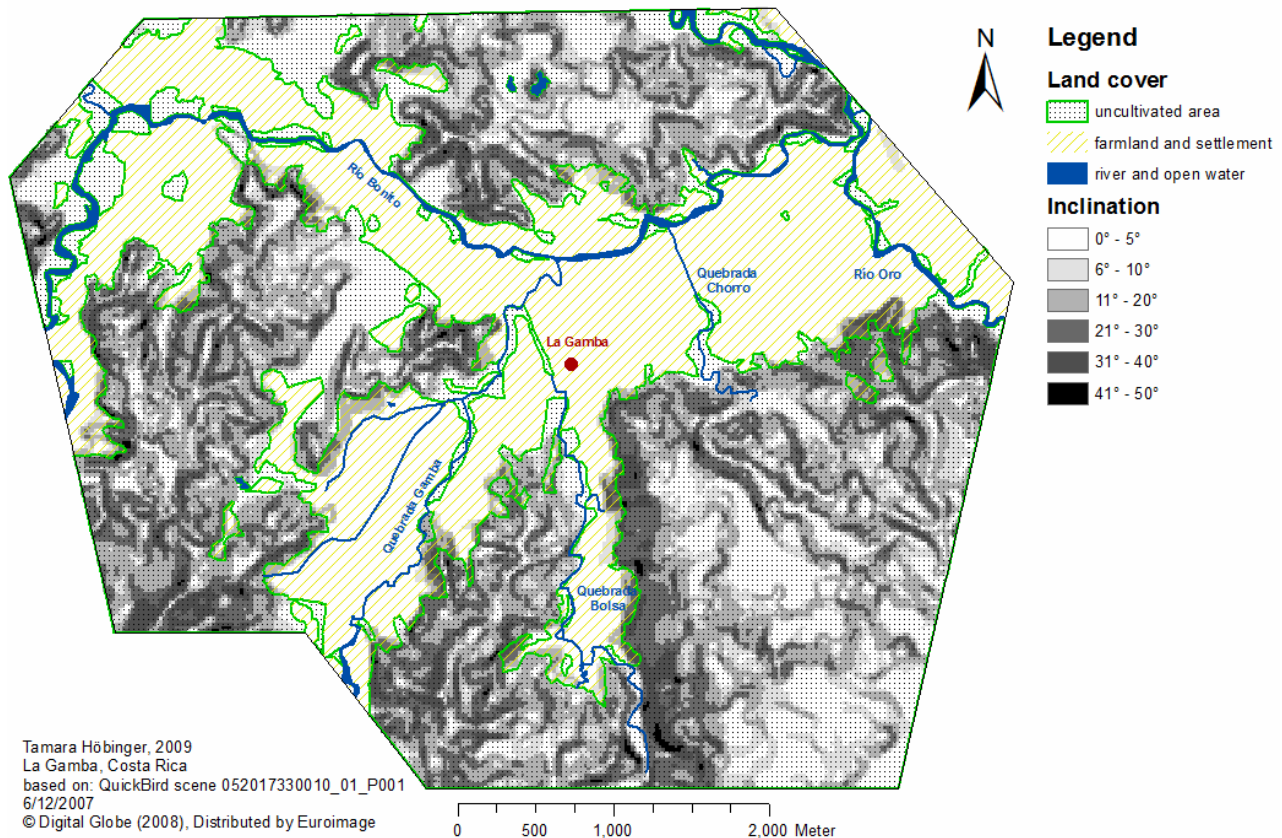 N
Legend
Land cover
uncultivated area
farmland and settlement
river and open water
Inclination
0° - 5°
6° - 10°
11° - 20°
21° - 30°
31° - 40°
41° - 50°
Rio Bonito
Quebrada
Chorro
Rio Oro
La Gamba
Quebrada Gamba
Quebrada
Bolsa
Tamara Höbinger, 2009
La Gamba, Costa Rica
based on: QuickBird scene 052017330010_01_P001
6/12/2007
© Digital Globe (2008), Distributed by Euroimage
0 500 1,000 2,000 Meter